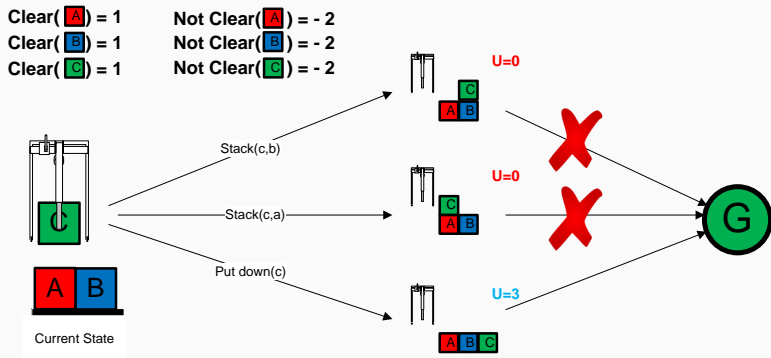 Clear( A ) = 1 Not Clear( A ) = - 2
Clear( B ) = 1 Not Clear( B ) = - 2
Clear( C ) = 1 Not Clear( C ) = - 2
U=0
C
A B
Stack(c,b)
C
U=0
C
A B
Stack(c,a)
G
Put down(c)
A B
U=3
Current State
A B C